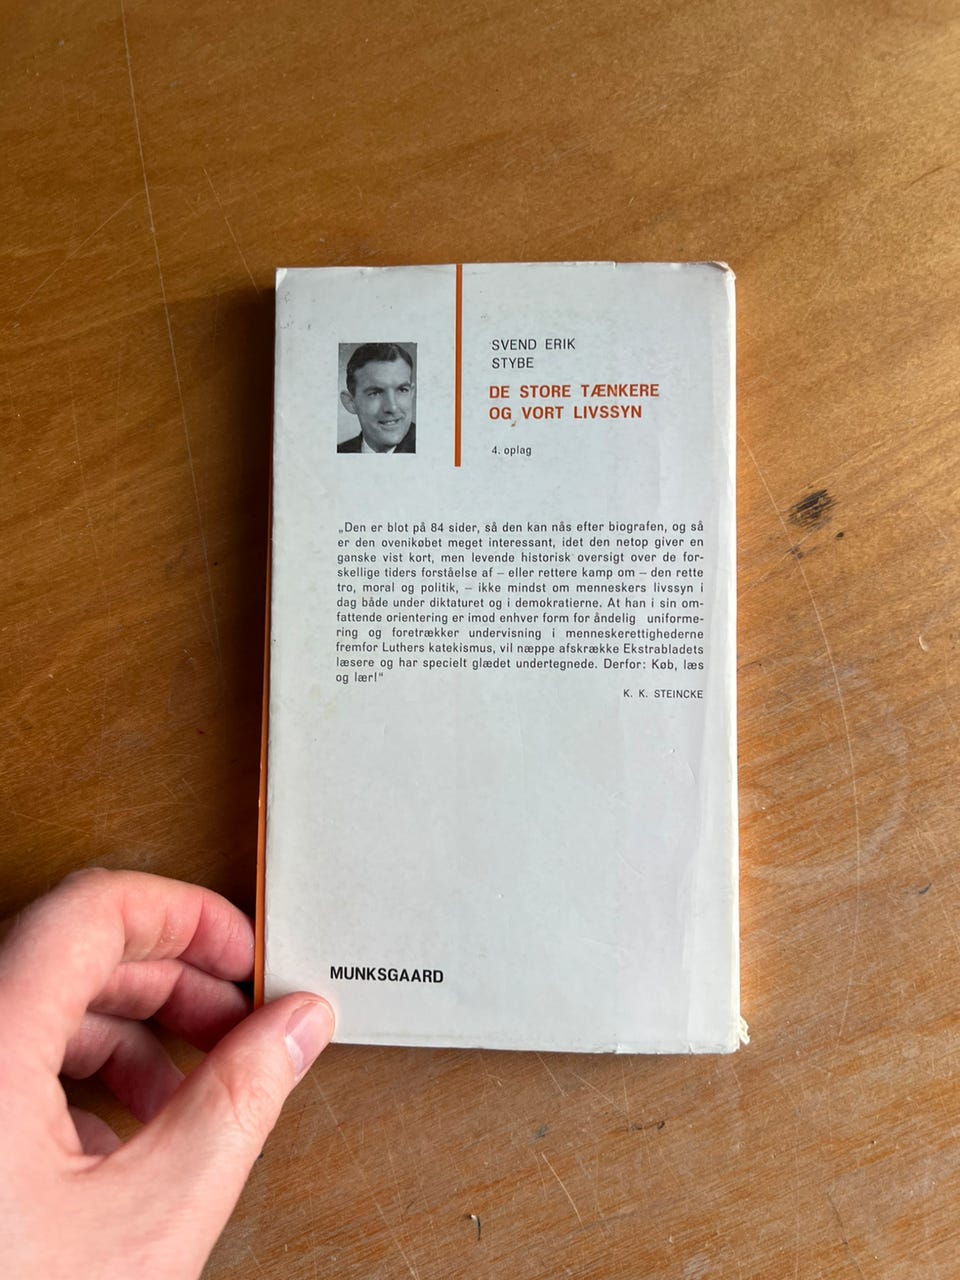 SVEND ERIK
STYBE
DE STORE TÆNKERE
OG VORT LIVSSYN
4. oplag
„Den er blot på 84 sider, så den kan nås efter biografen, og så
er den ovenikøbet meget interessant, idet den netop giver en
ganske vist kort, men levende historisk oversigt over de for-
skellige tiders forståelse af – eller rettere kamp om – den rette
tro, moral og politik, – ikke mindst om menneskers livssyn i
dag både under diktaturet og i demokratierne. At han i sin om-
fattende orientering er imod enhver form for åndelig uniforme-
ring og foretrækker undervisning i menneskerettighederne
fremfor Luthers katekismus, vil næppe afskrække Ekstrabladets
læsere og har specielt glædet undertegnede. Derfor: Køb, læs
og lær!“
K. K. STEINCKE
MUNKSGAARD